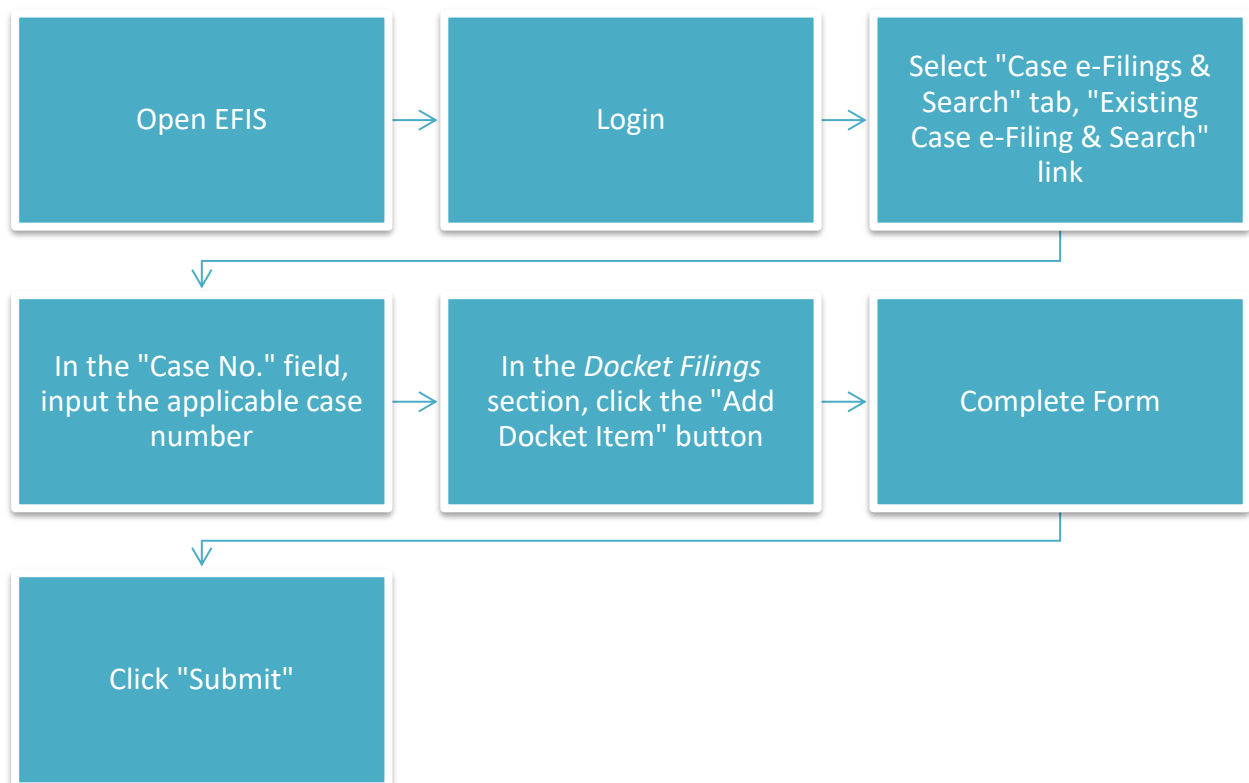 Open EFIS
Login
Select "Case e-Filings &
Search" tab, "Existing
Case e-Filing & Search"
link
In the "Case No." field,
input the applicable case
number
In the Docket Filings
section, click the "Add
Docket Item" button
Complete Form
Click "Submit"